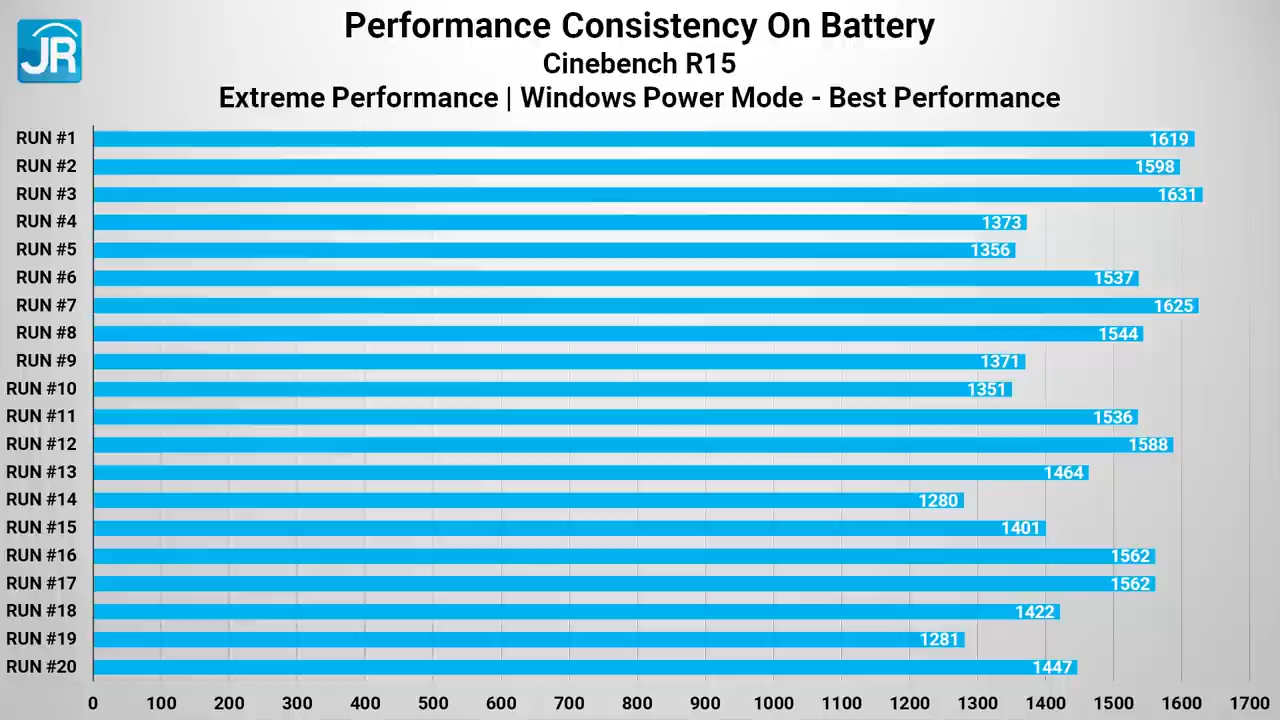 JR
Performance Consistency On Battery
Cinebench R15
Extreme Performance | Windows Power Mode - Best Performance
RUN #1 1619
RUN #2 1598
RUN #3 1631
RUN #4 1373
RUN #5 1356
RUN #6 1537
RUN #7 1625
RUN #8 1544
RUN #9 1371
RUN #10 1351
RUN #11 1536
RUN #12 1588
RUN #13 1464
RUN #14 1280
RUN #15 1401
RUN #16 1562
RUN #17 1562
RUN #18 1422
RUN #19 1281
RUN #20 1447
0 100 200 300 400 500 600 700 800 900 1000 1100 1200 1300 1400 1500 1600 1700